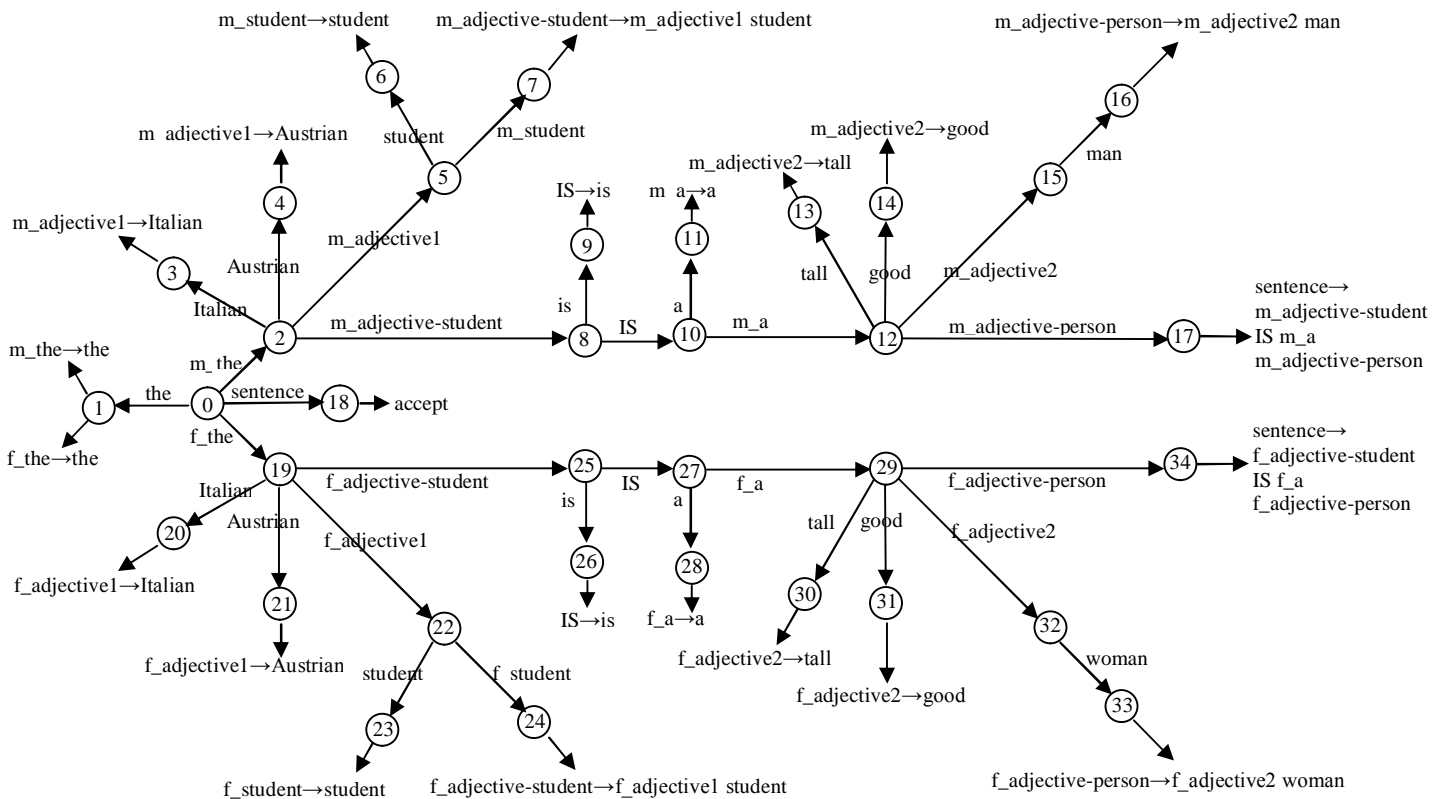 m_student→student
m_adjective-student→m_adjective1 student
m_adjective-person→m_adjective2 man
6
7
16
m adjective1→Austrian
student
m_student
m_adjective2→good
man
m_adjective2→tall
5
15
IS→is
m a→a
4
13
14
m_adjective1→Italian
m_adjective1
9
11
3
Austrian
tall
good
m_adjective2
Italian
is
a
sentence→
m_adjective-student
IS m_a
m_adjective-person
2
m_adjective-student
8
IS
10
m_a
12
m_adjective-person
17
m_the→the
m_the
1
the
0
sentence
18
accept
f_the
f_the→the
sentence→
f_adjective-student
IS f_a
f_adjective-person
19
f_adjective-student
25
IS
27
f_a
29
f_adjective-person
34
Italian
Austrian
is
a
tall
good
f_adjective2
20
f_adjective1
26
28
f_adjective1→Italian
21
30
31
IS→is
f_a→a
22
32
f_adjective1→Austrian
f_adjective2→tall
woman
student
f student
f_adjective2→good
33
23
24
f_student→student
f_adjective-student→f_adjective1 student
f_adjective-person→f_adjective2 woman